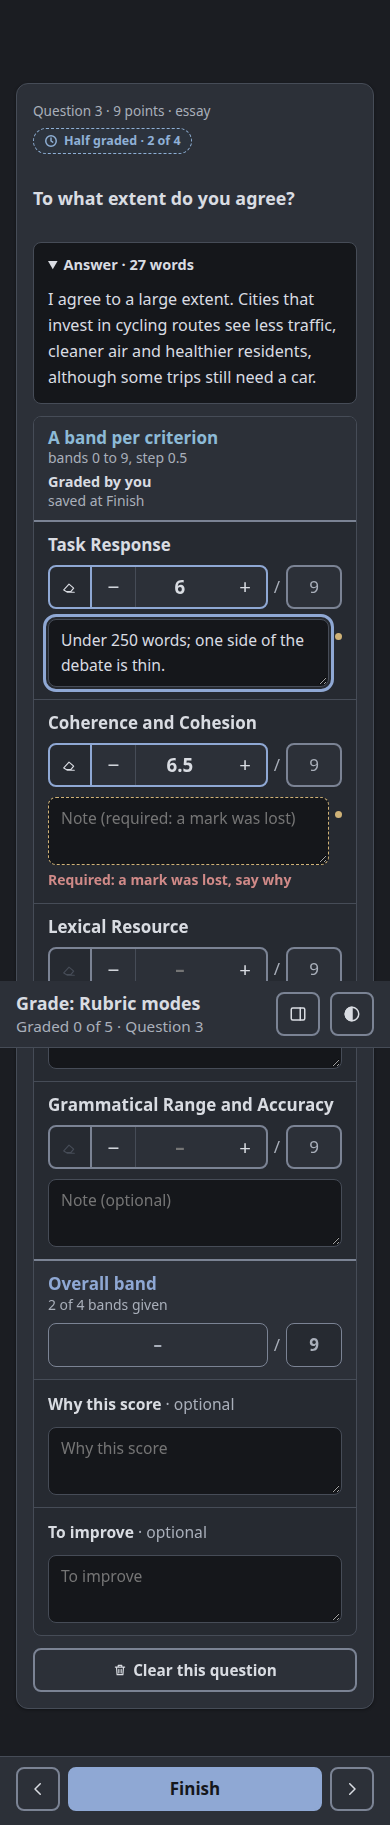 Question 3 · 9 points · essay
Half graded · 2 of 4
To what extent do you agree?
Answer · 27 words
I agree to a large extent. Cities that
invest in cycling routes see less traffic,
cleaner air and healthier residents,
although some trips still need a car.
A band per criterion
bands 0 to 9, step 0.5
Graded by you
saved at Finish
Task Response
− 6 + / 9
Under 250 words; one side of the
debate is thin.
Coherence and Cohesion
− 6.5 + / 9
Note (required: a mark was lost)
Required: a mark was lost, say why
Lexical Resource
− – + / 9
Grade: Rubric modes
Graded 0 of 5 · Question 3
Grammatical Range and Accuracy
− – + / 9
Note (optional)
Overall band
2 of 4 bands given
– / 9
Why this score · optional
Why this score
To improve · optional
To improve
Clear this question
Finish